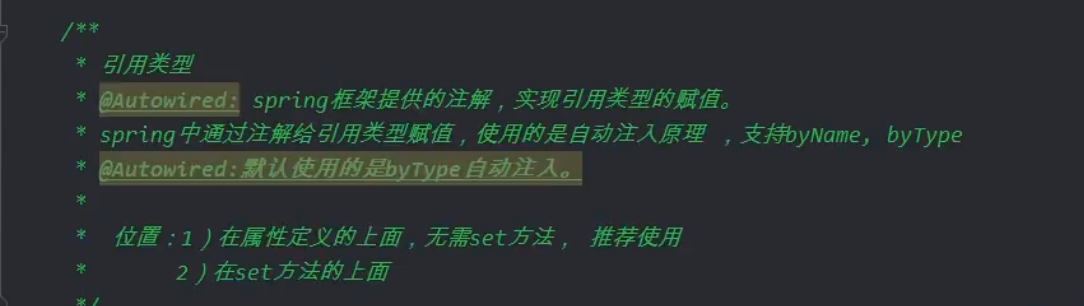 /**
* 引用类型
* @Autowired: spring框架提供的注解，实现引用类型的赋值。
* spring中通过注解给引用类型赋值，使用的是自动注入原理 ，支持byName, byType
* @Autowired:默认使用的是byType自动注入。
*
* 位置：1）在属性定义的上面，无需set方法， 推荐使用
* 2）在set方法的上面
*/